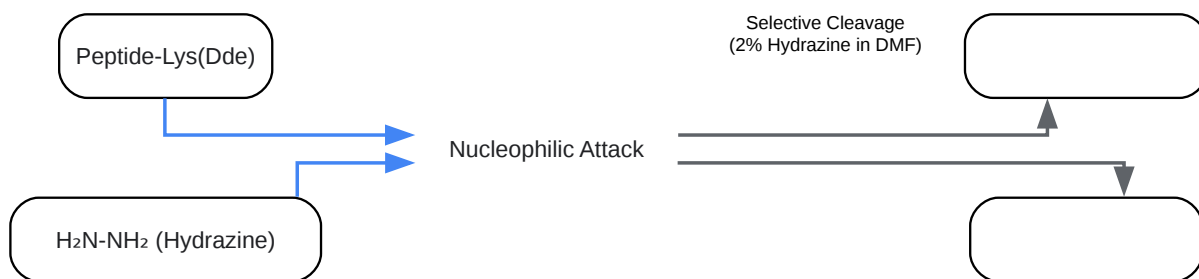 Peptide-Lys(Dde)
Selective Cleavage
(2% Hydrazine in DMF)
Nucleophilic Attack
H₂N-NH₂ (Hydrazine)